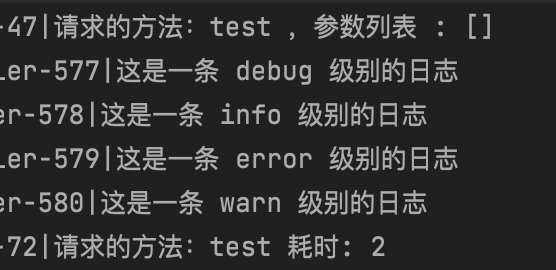 -47|请求的方法：test ，参数列表 : []
ler-577|这是一条 debug 级别的日志
er-578|这是一条 info 级别的日志
ler-579|这是一条 error 级别的日志
er-580|这是一条 warn 级别的日志
-72|请求的方法：test 耗时: 2